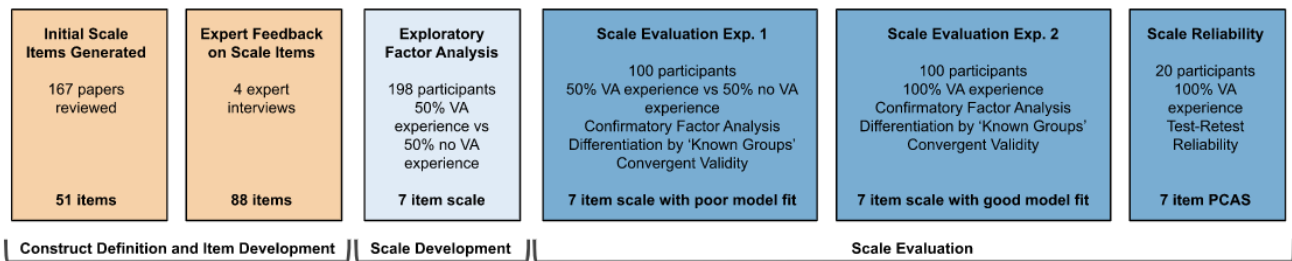 Initial Scale
Items Generated
167 papers
reviewed
51 items
Expert Feedback
on Scale Items
4 expert
interviews
88 items
Exploratory
Factor Analysis
198 participants
50% VA
experience vs
50% no VA
experience
7 item scale
Scale Evaluation Exp. 1
100 participants
50% VA experience vs 50% no VA
experience
Confirmatory Factor Analysis
Differentiation by ‘Known Groups’
Convergent Validity
7 item scale with poor model fit
Scale Evaluation Exp. 2
100 participants
100% VA experience
Confirmatory Factor Analysis
Differentiation by ‘Known Groups’
Convergent Validity
7 item scale with good model fit
Scale Reliability
20 participants
100% VA
experience
Test-Retest
Reliability
7 item PCAS
Construct Definition and Item Development
Scale Development
Scale Evaluation